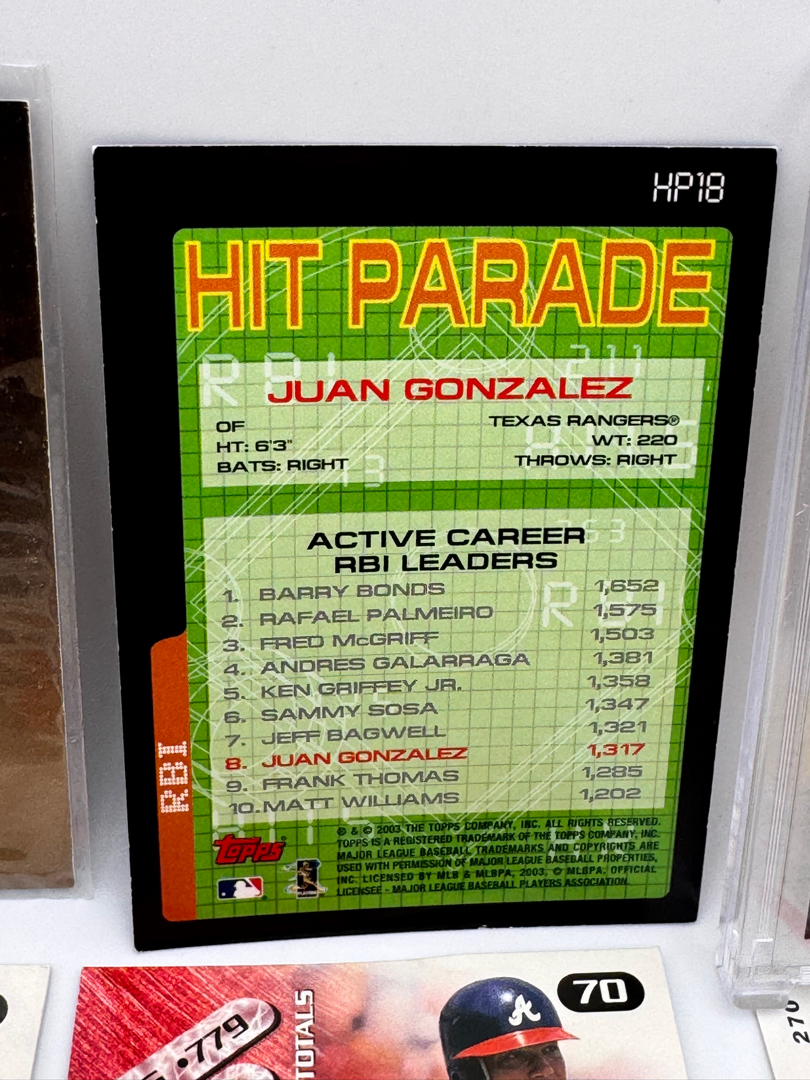 HP18
HIT PARADE
JUAN GONZALEZ
OF TEXAS RANGERS®
HT: 6'3" WT: 220
BATS: RIGHT THROWS: RIGHT
ACTIVE CAREER
RBI LEADERS
1. BARRY BONDS 1,652
2. RAFAEL PALMEIRO 1,575
3. FRED McGRIFF 1,503
4. ANDRES GALARRAGA 1,381
5. KEN GRIFFEY JR. 1,358
6. SAMMY SOSA 1,347
7. JEFF BAGWELL 1,321
8. JUAN GONZALEZ 1,317
9. FRANK THOMAS 1,285
10. MATT WILLIAMS 1,202
RBI
Topps
® & © 2003 THE TOPPS COMPANY, INC. ALL RIGHTS RESERVED.
TOPPS IS A REGISTERED TRADEMARK OF THE TOPPS COMPANY, INC.
MAJOR LEAGUE BASEBALL TRADEMARKS AND COPYRIGHTS ARE
USED WITH PERMISSION OF MAJOR LEAGUE BASEBALL PROPERTIES,
INC. LICENSED BY MLB & MLBPA, 2003, © MLBPA, OFFICIAL
LICENSEE - MAJOR LEAGUE BASEBALL PLAYERS ASSOCIATION.
.779
TOTALS
A
70
270